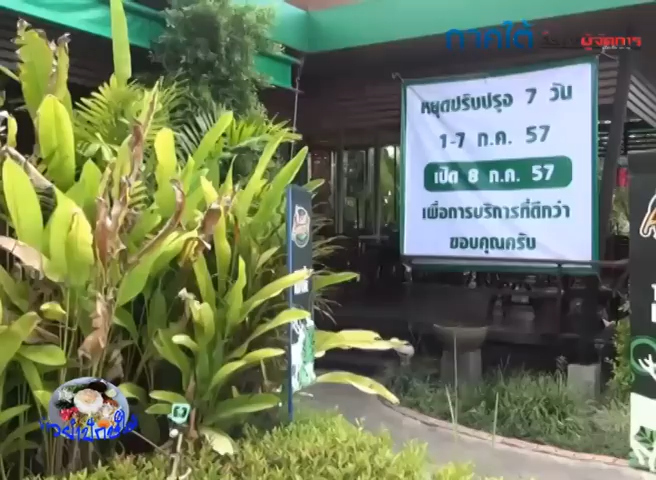 ภาคใต้
ผู้จัดการ
หยุดปรับปรุง 7 วัน
1-7 ก.ค. 57
เปิด 8 ก.ค. 57
เพื่อการบริการที่ดีกว่า
ขอบคุณครับ